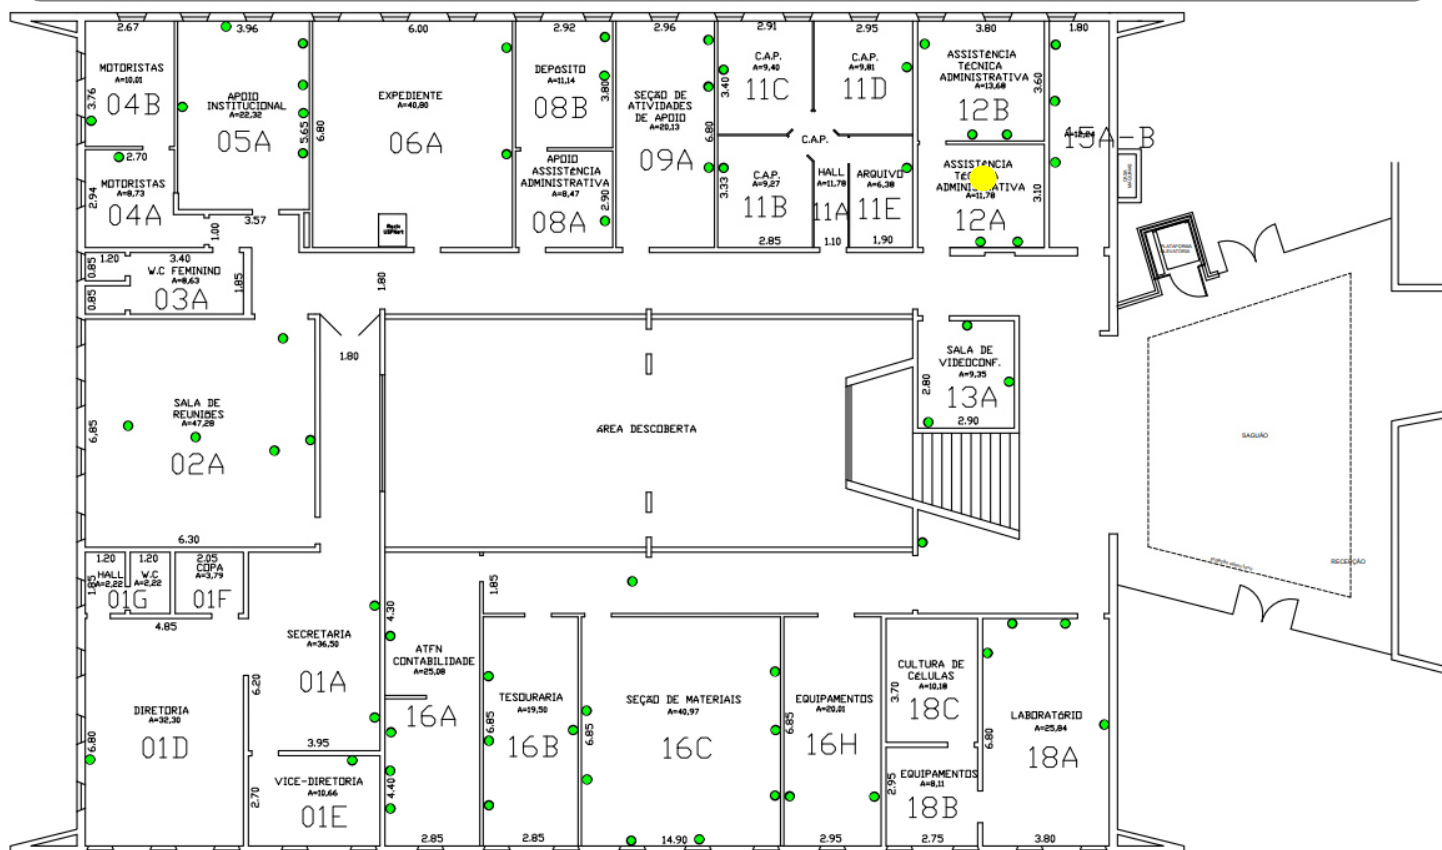 2.67
3.96
6.00
2.92
2.96
2.91
2.95
3.80
1.80
MOTORISTAS
A=10,01
04B
3.76
2.70
APOIO
INSTITUCIONAL
A=22,32
05A
5.65
6.80
EXPEDIENTE
A=40,80
06A
DEPÓSITO
A=11,14
08B
3.80
SEÇÃO DE
ATIVIDADES
DE APOIO
A=20,13
09A
6.80
C.A.P.
A=9,40
11C
3.40
C.A.P.
A=9,81
11D
C.A.P.
ASSISTÊNCIA
TÉCNICA
ADMINISTRATIVA
A=13,68
12B
3.60
15A-B
MOTORISTAS
A=8,73
04A
2.94
3.57
1.00
APOIO
ASSISTÊNCIA
ADMINISTRATIVA
A=8,47
08A
2.90
3.33
C.A.P.
A=9,27
11B
2.85
HALL
A=11,78
11A
1.10
ARQUIVO
A=6,38
11E
1,90
ASSISTÊNCIA
ADMINISTRATIVA
A=11,78
12A
3.10
1.20
3.40
0.85
0.85
W.C FEMININO
A=8,63
03A
1.85
1.80
1.80
PLATAFORMA
ELEVATÓRIA
SALA DE
VIDEOCONF.
A=9,35
13A
2.80
2.90
SALA DE
REUNIÕES
A=47,28
02A
6,85
6.30
ÁREA DESCOBERTA
SAGUÃO
RECEPÇÃO
1.20
1.20
2.05
1.85
HALL
A=2,22
01G
W.C
A=2,22
COPA
A=3,79
01F
4.85
1.85
4.30
SECRETARIA
A=36,50
01A
6.20
3.95
ATFN
CONTABILIDADE
A=25,08
16A
4.40
2.85
DIRETORIA
A=32,30
01D
6.80
VICE-DIRETORIA
A=10,66
01E
2.70
TESOURARIA
A=19,50
16B
6.85
2.85
SEÇÃO DE MATERIAIS
A=40,97
16C
6.85
14.90
EQUIPAMENTOS
A=20,01
16H
6.85
2.95
CULTURA DE
CÉLULAS
A=10,18
18C
3.70
EQUIPAMENTOS
A=8,11
18B
2.95
2.75
LABORATÓRIO
A=25,84
18A
6.80
3.80